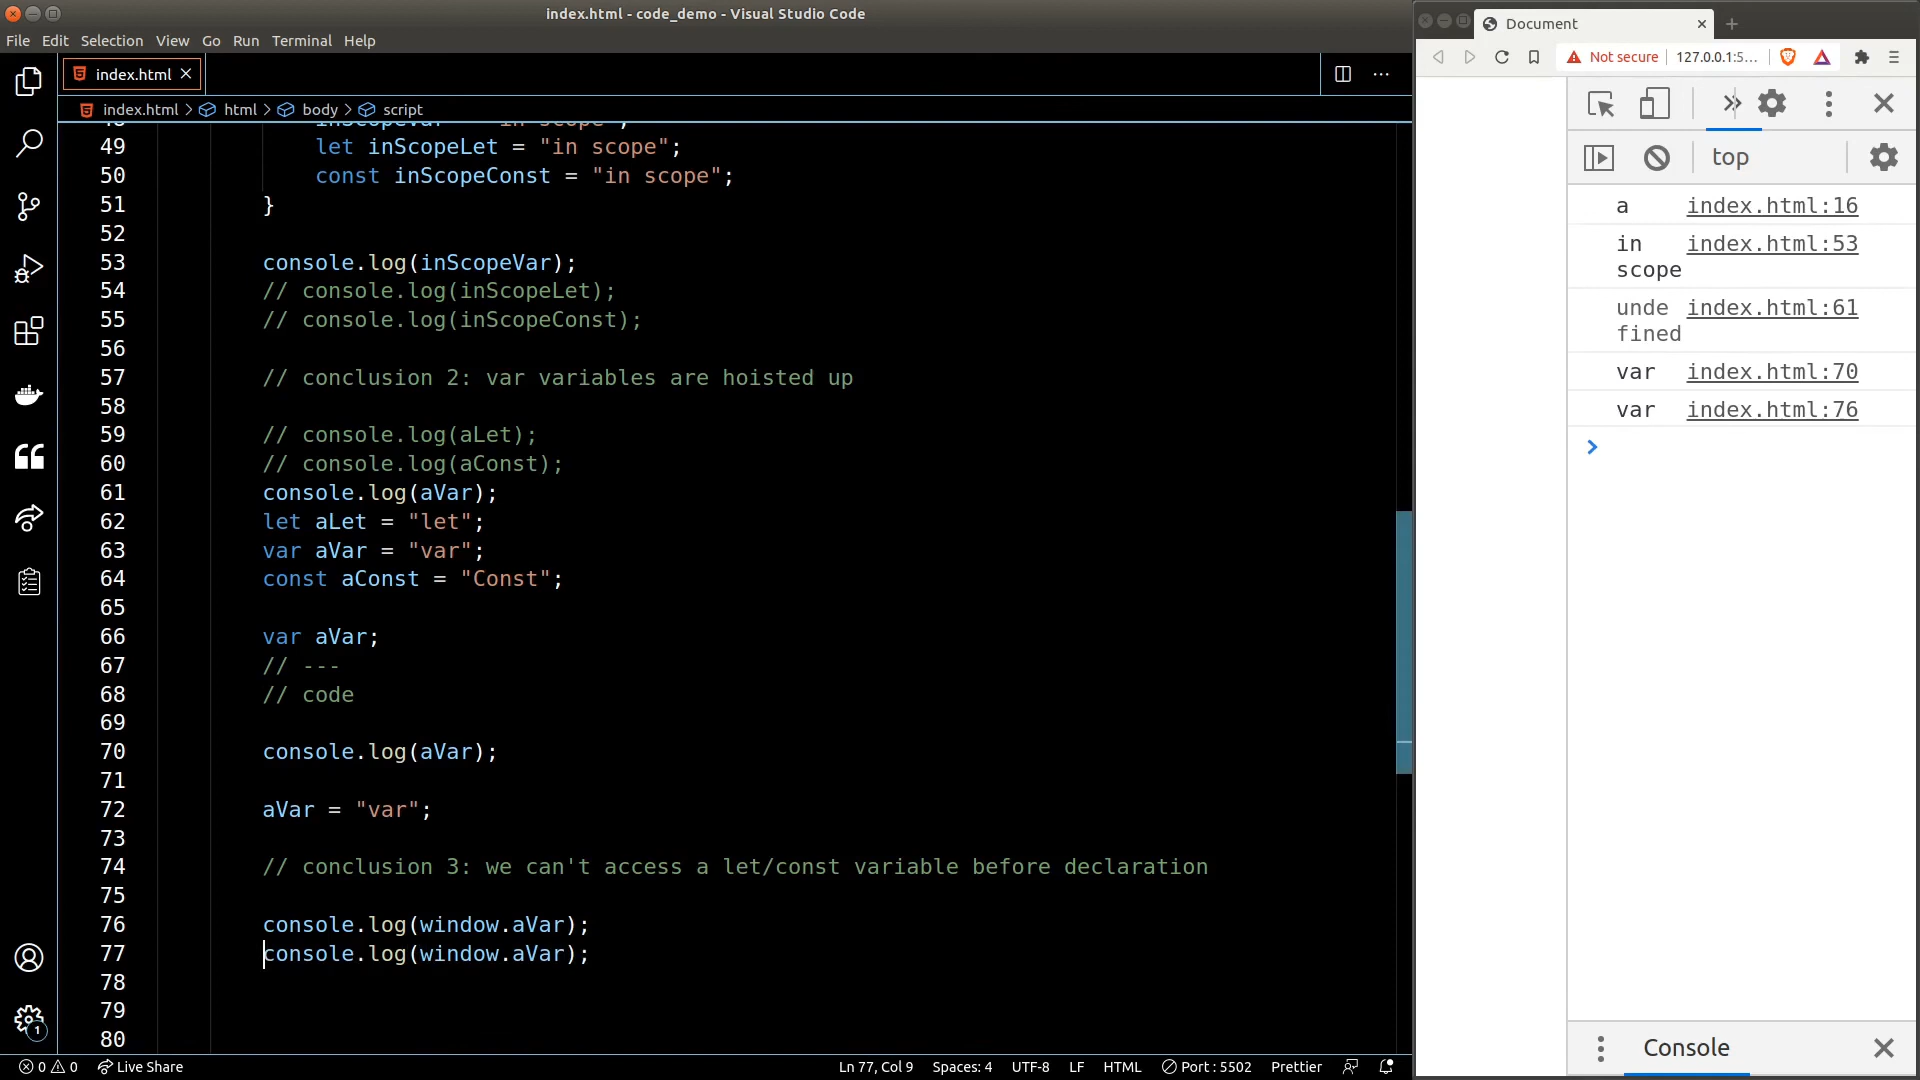 index.html - code_demo - Visual Studio Code
File Edit Selection View Go Run Terminal Help
index.html
index.html > html > body > script
49 let inScopeLet = "in scope";
50 const inScopeConst = "in scope";
51 }
52
53 console.log(inScopeVar);
54 // console.log(inScopeLet);
55 // console.log(inScopeConst);
56
57 // conclusion 2: var variables are hoisted up
58
59 // console.log(aLet);
60 // console.log(aConst);
61 console.log(aVar);
62 let aLet = "let";
63 var aVar = "var";
64 const aConst = "Const";
65
66 var aVar;
67 // ---
68 // code
69
70 console.log(aVar);
71
72 aVar = "var";
73
74 // conclusion 3: we can't access a let/const variable before declaration
75
76 console.log(window.aVar);
77 console.log(window.aVar);
78
79
80
1
0 0 Live Share Ln 77, Col 9 Spaces: 4 UTF-8 LF HTML Port : 5502 Prettier
Document
Not secure 127.0.0.1:5...
top
a index.html:16
in index.html:53
scope
unde index.html:61
fined
var index.html:70
var index.html:76
Console